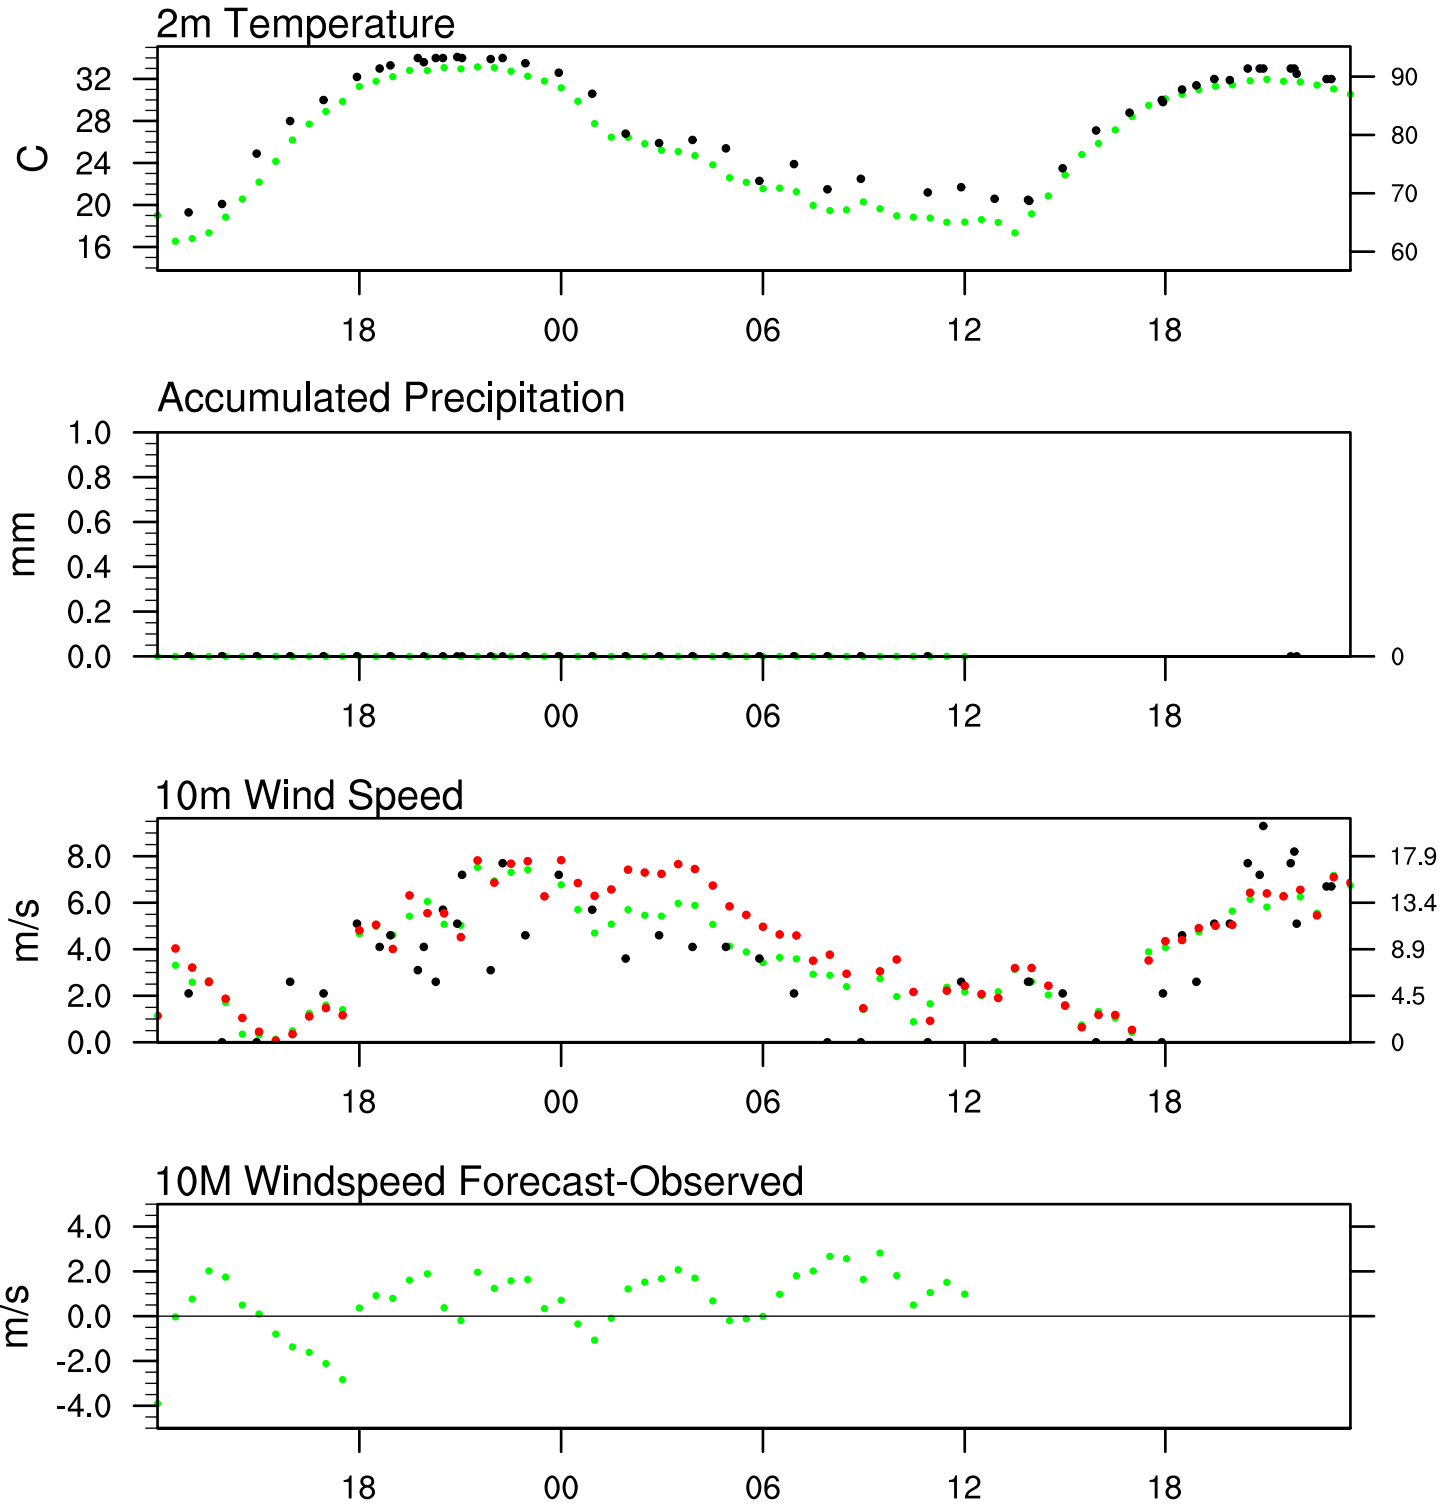 2m Temperature
C
32
28
24
20
16
90
80
70
60
18 00 06 12 18
Accumulated Precipitation
mm
1.0
0.8
0.6
0.4
0.2
0.0
0
18 00 06 12 18
10m Wind Speed
m/s
8.0
6.0
4.0
2.0
0.0
17.9
13.4
8.9
4.5
0
18 00 06 12 18
10M Windspeed Forecast-Observed
m/s
4.0
2.0
0.0
-2.0
-4.0
18 00 06 12 18